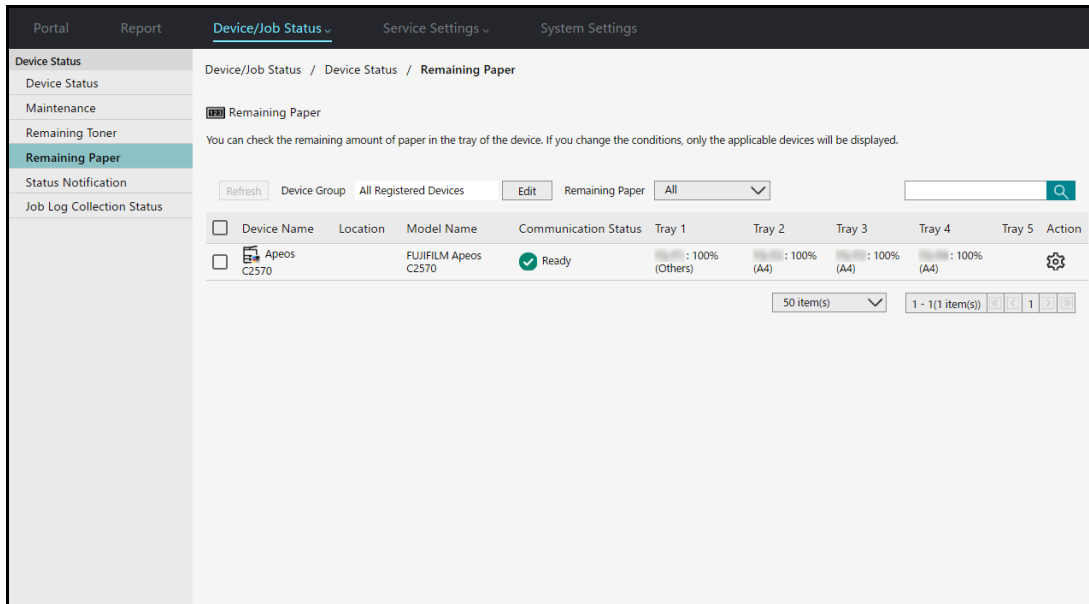 Portal Report Device/Job Status Service Settings System Settings
Device Status
Device Status
Maintenance
Remaining Toner
Remaining Paper
Status Notification
Job Log Collection Status
Device/Job Status / Device Status / Remaining Paper
123 Remaining Paper
You can check the remaining amount of paper in the tray of the device. If you change the conditions, only the applicable devices will be displayed.
Refresh Device Group All Registered Devices Edit Remaining Paper All
Device Name Location Model Name Communication Status Tray 1 Tray 2 Tray 3 Tray 4 Tray 5 Action
Apeos FUJIFILM Apeos Ready : 100% : 100% : 100% : 100%
C2570 C2570 (Others) (A4) (A4) (A4)
50 item(s) 1 - 1(1 item(s)) 1